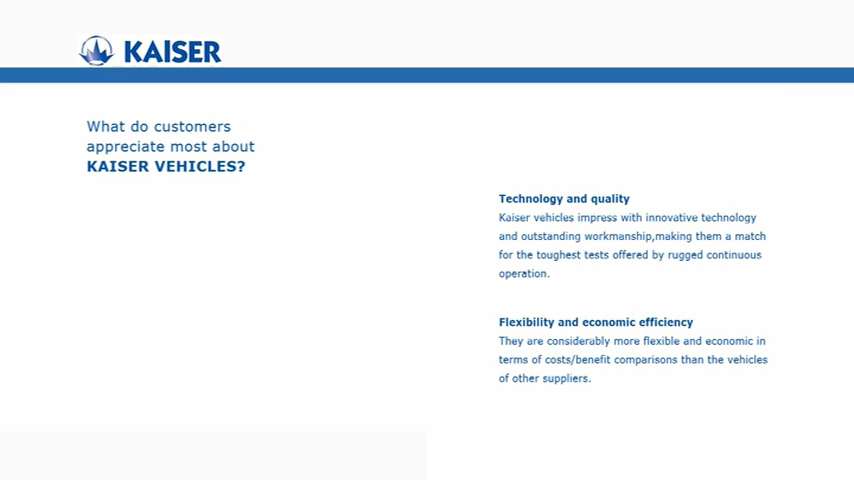 KAISER
What do customers
appreciate most about
KAISER VEHICLES?
Technology and quality
Kaiser vehicles impress with innovative technology
and outstanding workmanship,making them a match
for the toughest tests offered by rugged continuous
operation.
Flexibility and economic efficiency
They are considerably more flexible and economic in
terms of costs/benefit comparisons than the vehicles
of other suppliers.